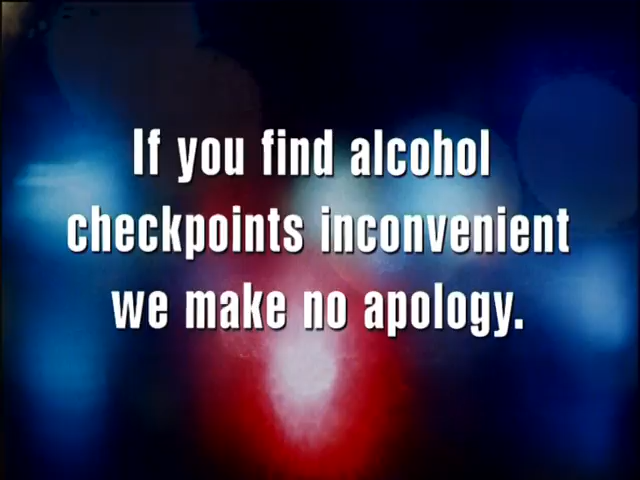 If you find alcohol
checkpoints inconvenient
we make no apology.